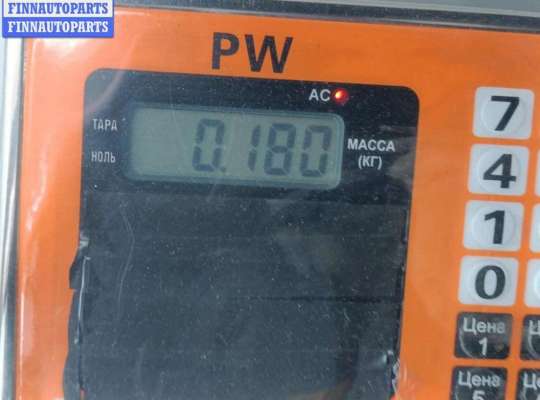 FINNAUTOPARTS
FINNAUTOPARTS
PW
AC
ТАРА
НОЛЬ
0.180
МАССА
(КГ)
7
4
1
0
Цена
1
Цена
5